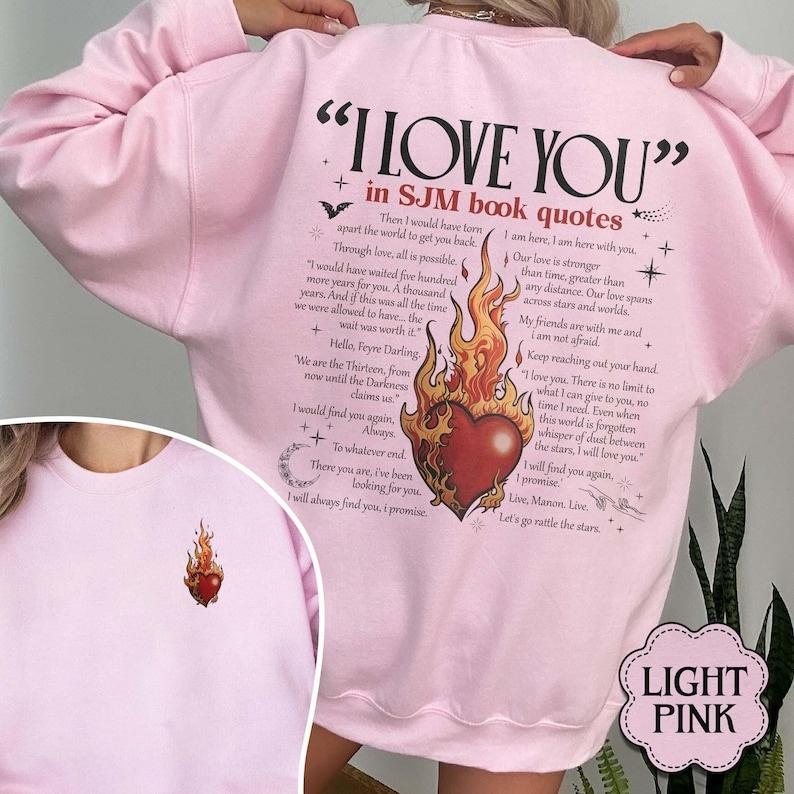 “I LOVE YOU”
in SJM book quotes
Then I would have torn
apart the world to get you back.
Through love, all is possible.
“I would have waited five hundred
more years for you. A thousand
years. And if this was all the time
we were allowed to have... the
wait was worth it.”
Hello, Feyre Darling.
'We are the Thirteen, from
now until the Darkness
claims us.”
I would find you again,
Always.
To whatever end.
There you are, i've been
looking for you.
I will always find you, i promise.
I am here, I am here with you.
Our love is stronger
than time, greater than
any distance. Our love spans
across stars and worlds.
My friends are with me and
i am not afraid.
Keep reaching out your hand.
“I love you. There is no limit to
what I can give to you, no
time I need. Even when
this world is forgotten
whisper of dust between
the stars, I will love you.”
I will find you again,
I promise.'
Live, Manon. Live.
Let's go rattle the stars.
LIGHT
PINK